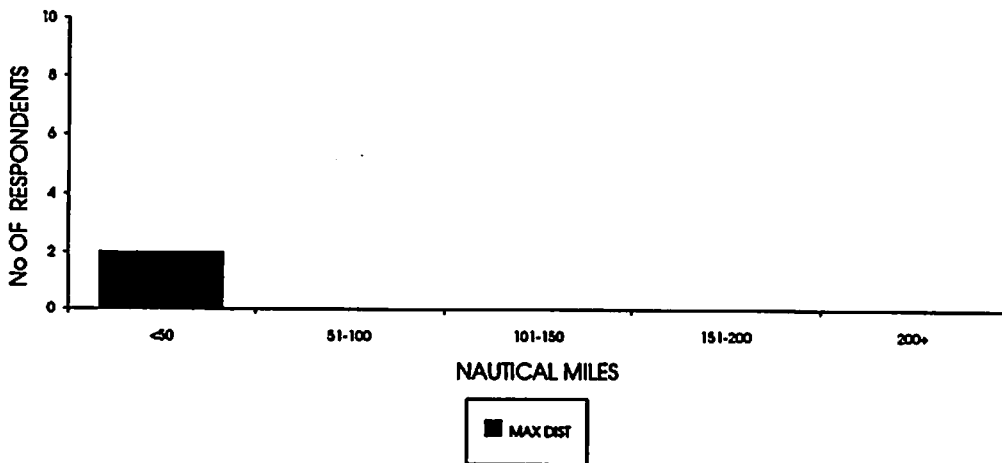 10
8
6
4
2
0
No OF RESPONDENTS
<50 51-100 101-150 151-200 200+
NAUTICAL MILES
MAX DIST